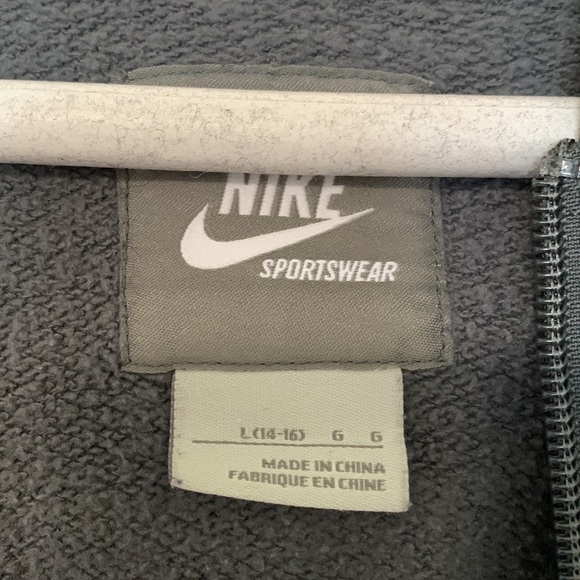 NIKE
SPORTSWEAR
L(14-16) G G
MADE IN CHINA
FABRIQUE EN CHINE